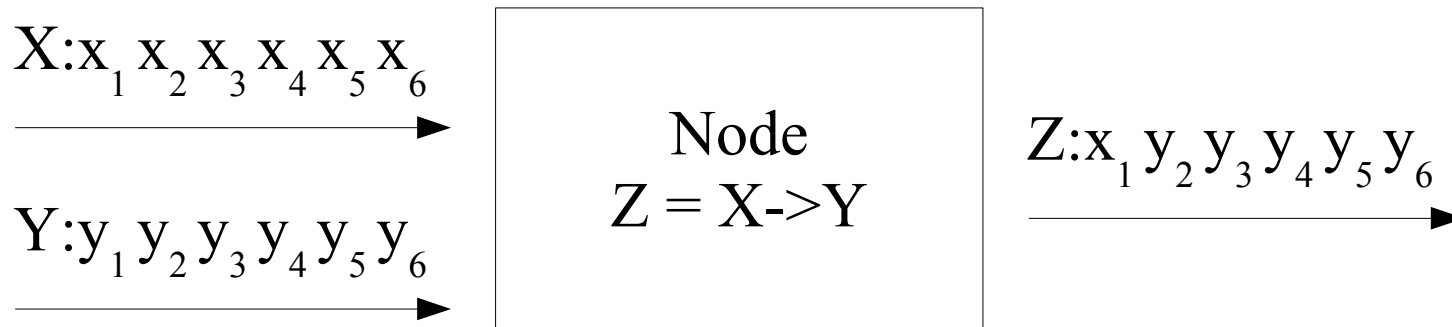 X:x₁ x₂ x₃ x₄ x₅ x₆
Y:y₁ y₂ y₃ y₄ y₅ y₆
Node
Z = X->Y
Z:x₁ y₂ y₃ y₄ y₅ y₆